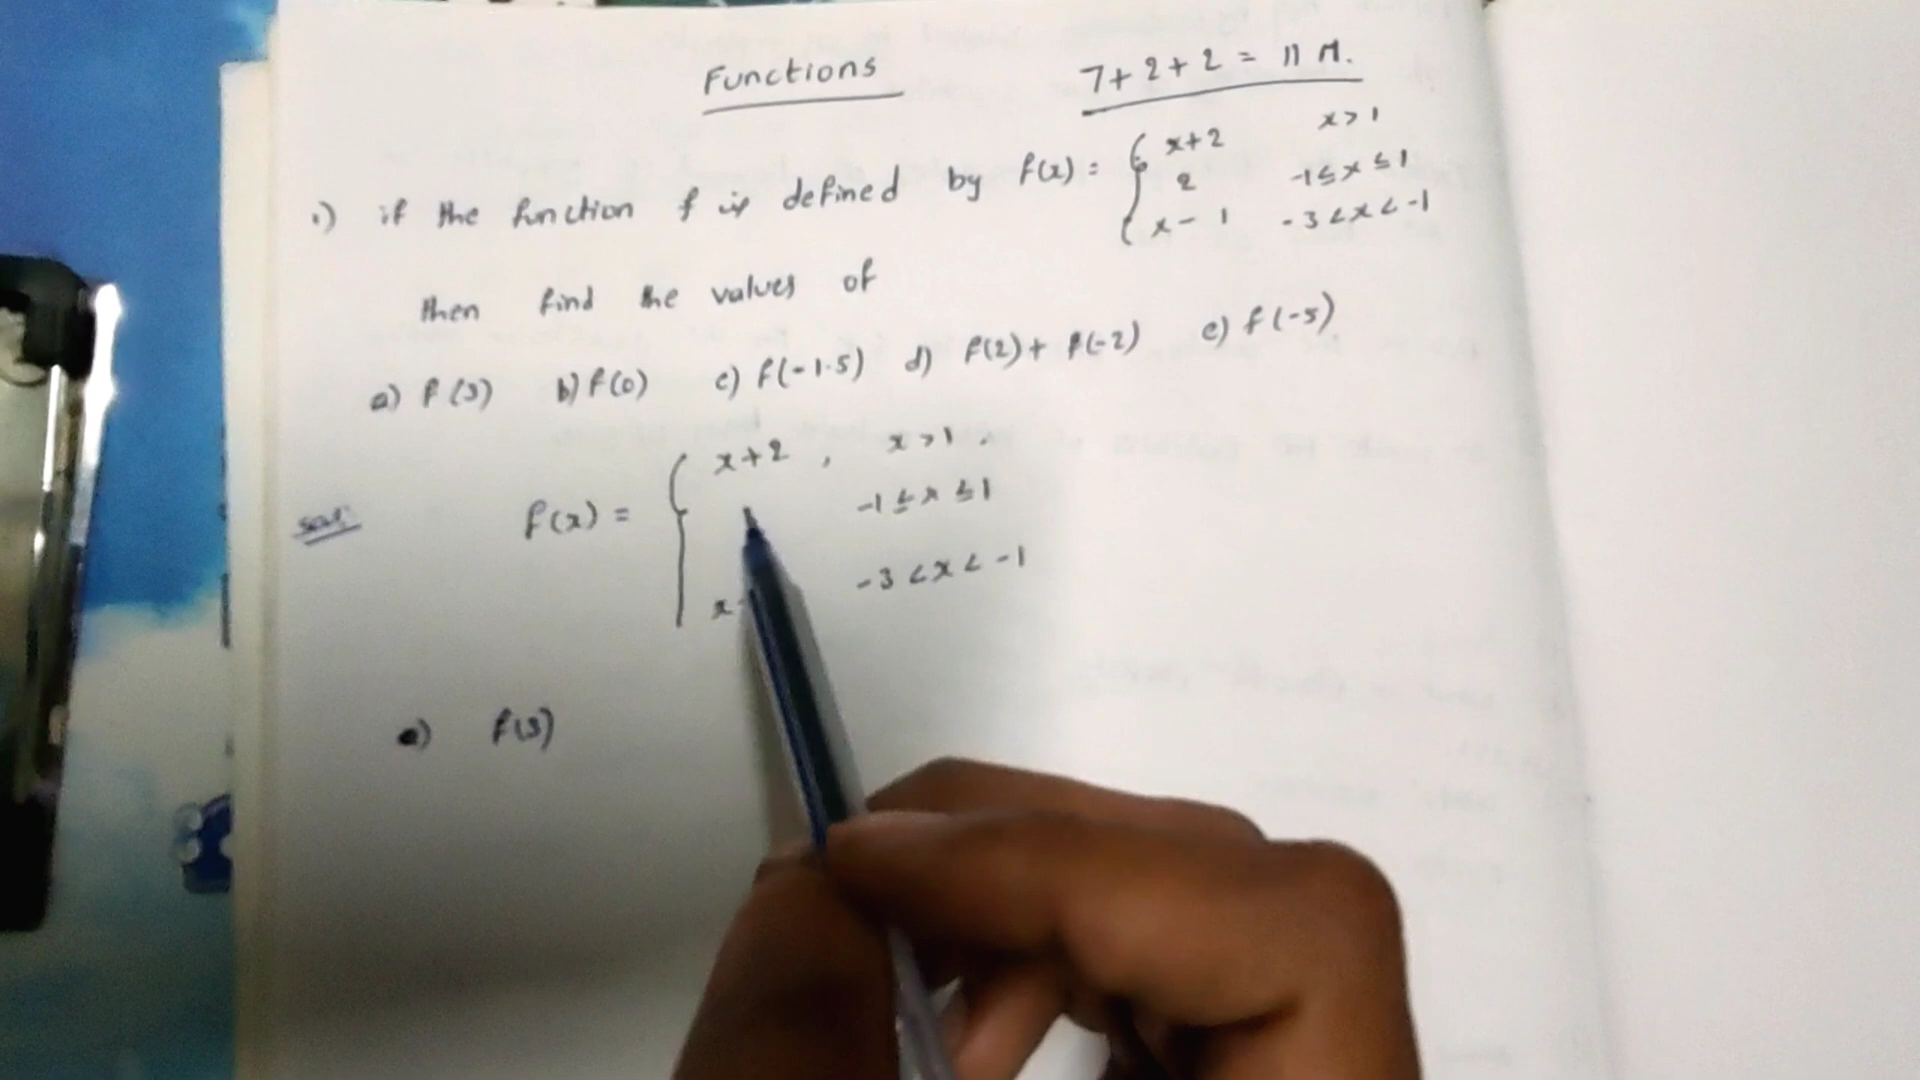 Functions
7+2+2 = 11 M.
1) if the function f is defined by f(x) = { x+2 x>1
2 -1≤x≤1
x-1 -3<x<-1
then find the values of
a) f(3) b) f(0) c) f(-1.5) d) f(2)+ f(-2) e) f(-5)
Sol:
f(x) = { x+2 , x>1 .
-1≤x≤1
x- -3<x<-1
a) f(3)